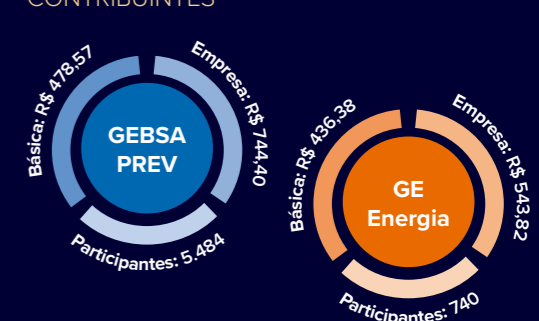 CONTRIBUINTES
Básica: R$ 478,57
Empresa: R$ 744,40
GEBSA
PREV
Participantes: 5.484
Básica: R$ 436,38
Empresa: R$ 543,82
GE
Energia
Participantes: 740